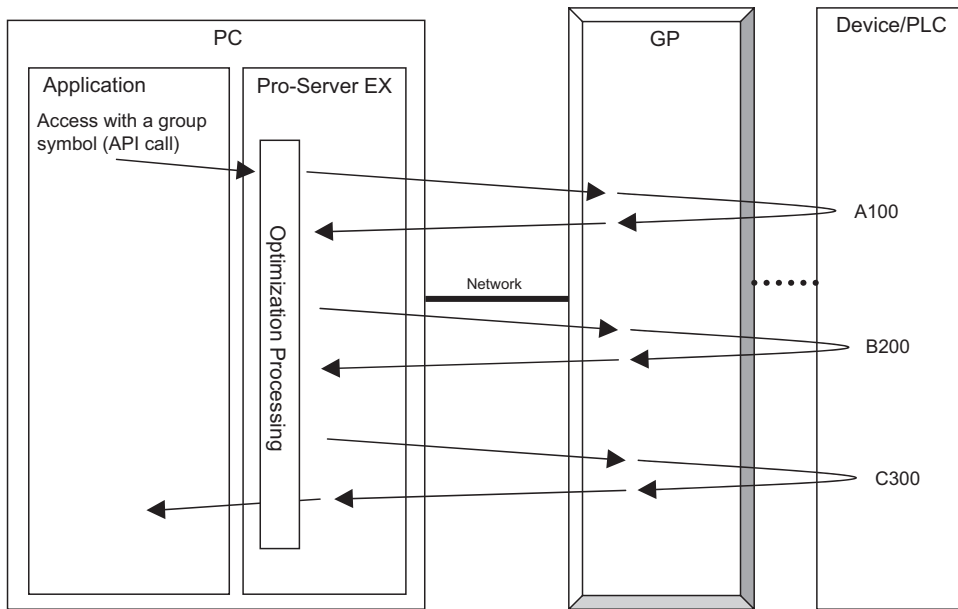 PC
GP
Device/PLC
Application
Pro-Server EX
Access with a group
symbol (API call)
Optimization Processing
Network
A100
B200
C300